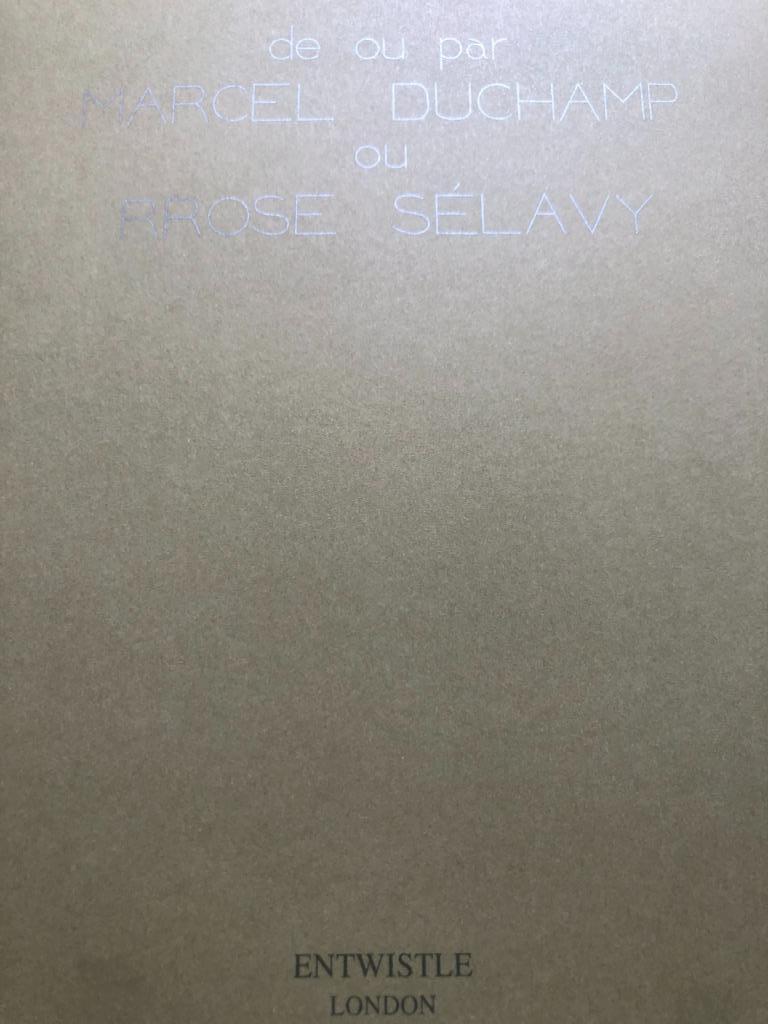 de ou par
MARCEL DUCHAMP
ou
RROSE SÉLAVY
ENTWISTLE
LONDON